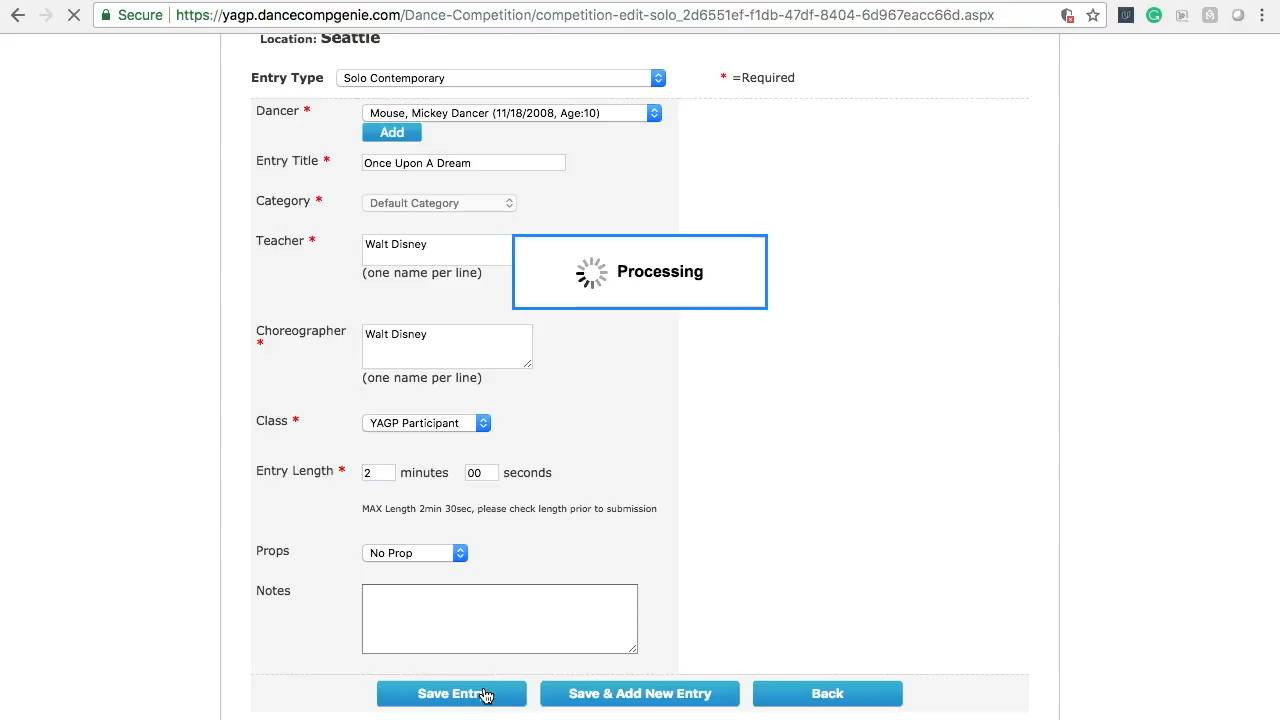 Secure https://yagp.dancecompgenie.com/Dance-Competition/competition-edit-solo_2d6551ef-f1db-47df-8404-6d967eacc66d.aspx
Location: Seattle
Entry Type Solo Contemporary * =Required
Dancer * Mouse, Mickey Dancer (11/18/2008, Age:10)
Add
Entry Title * Once Upon A Dream
Category * Default Category
Teacher * Walt Disney
(one name per line)
Processing
Choreographer * Walt Disney
(one name per line)
Class * YAGP Participant
Entry Length * 2 minutes 00 seconds
MAX Length 2min 30sec, please check length prior to submission
Props No Prop
Notes
Save Entry Save & Add New Entry Back